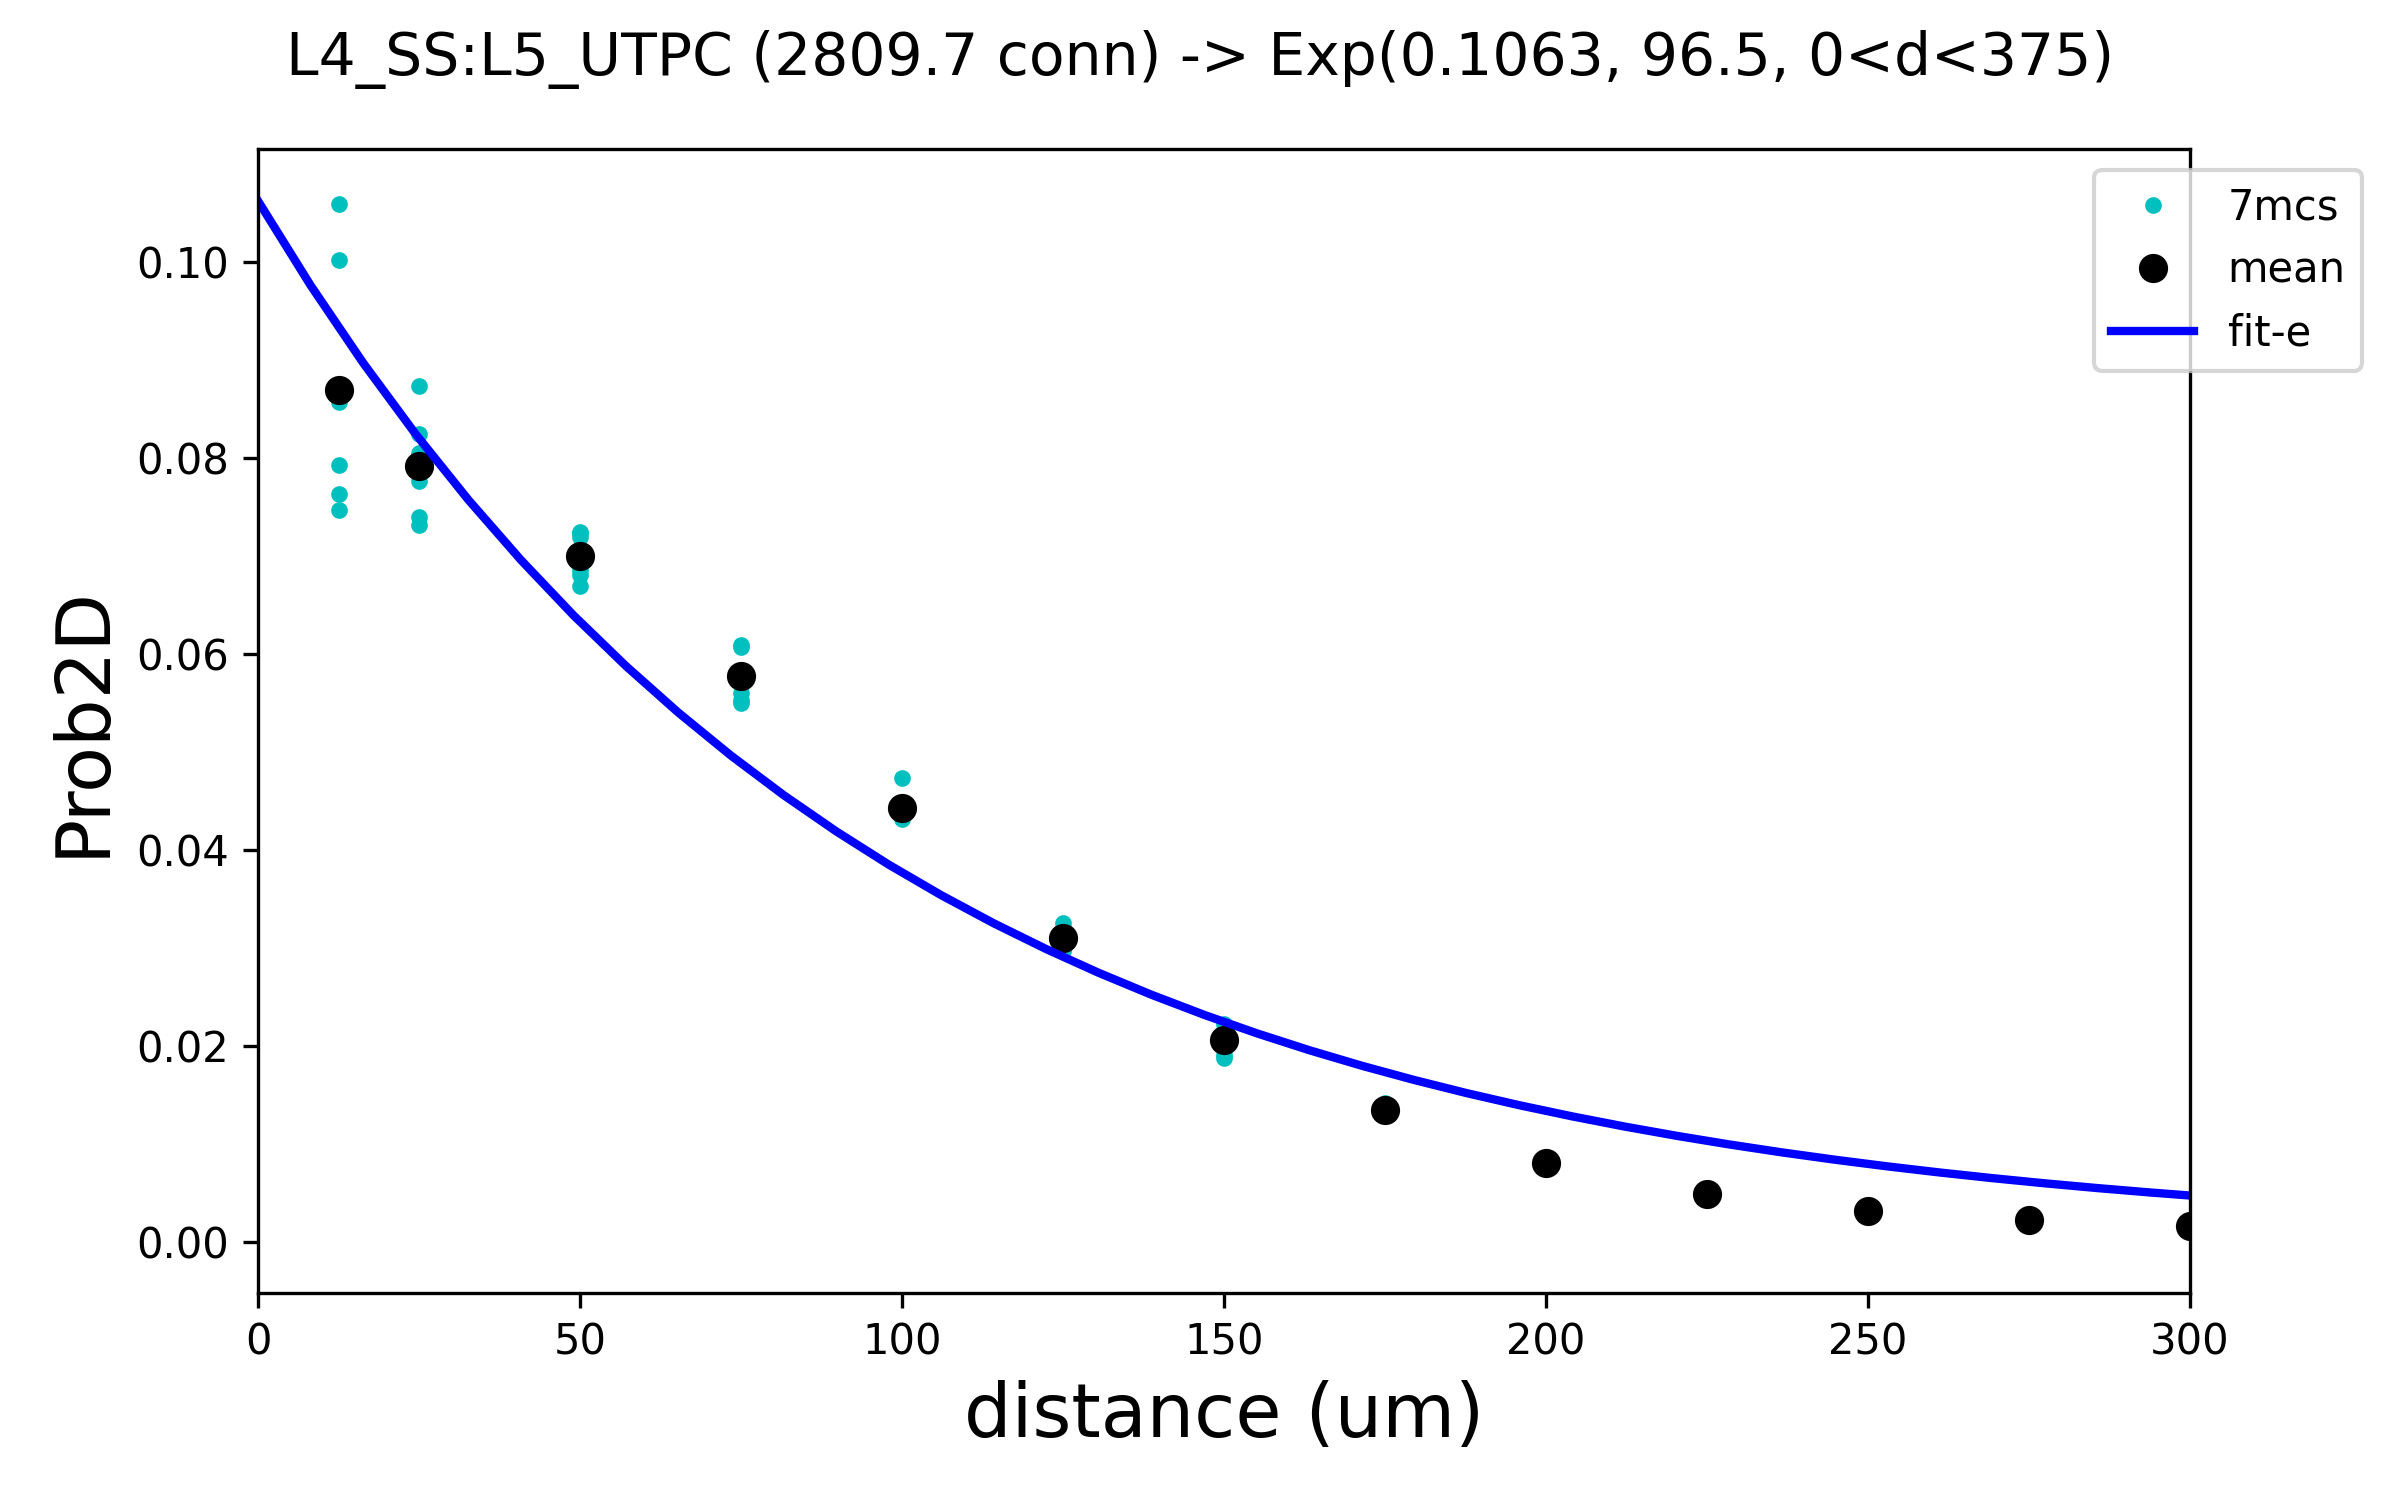 L4_SS:L5_UTPC (2809.7 conn) -> Exp(0.1063, 96.5, 0<d<375)
7mcs
mean
fit-e
Prob2D
0.10
0.08
0.06
0.04
0.02
0.00
0 50 100 150 200 250 300
distance (um)